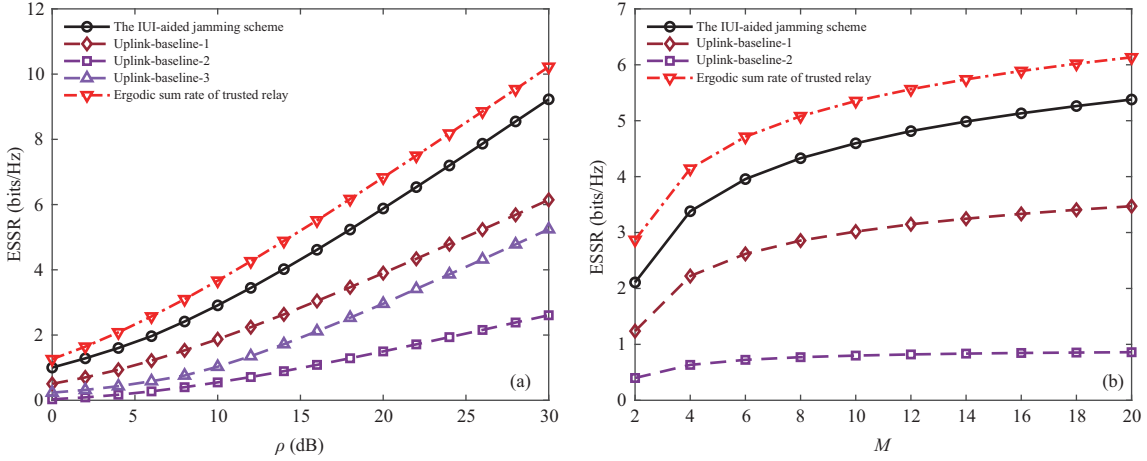 12
10
8
6
4
2
0
ESSR (bits/Hz)
The IUI-aided jamming scheme
Uplink-baseline-1
Uplink-baseline-2
Uplink-baseline-3
Ergodic sum rate of trusted relay
(a)
0 5 10 15 20 25 30
ρ (dB)
7
6
5
4
3
2
1
0
ESSR (bits/Hz)
The IUI-aided jamming scheme
Uplink-baseline-1
Uplink-baseline-2
Ergodic sum rate of trusted relay
(b)
2 4 6 8 10 12 14 16 18 20
M